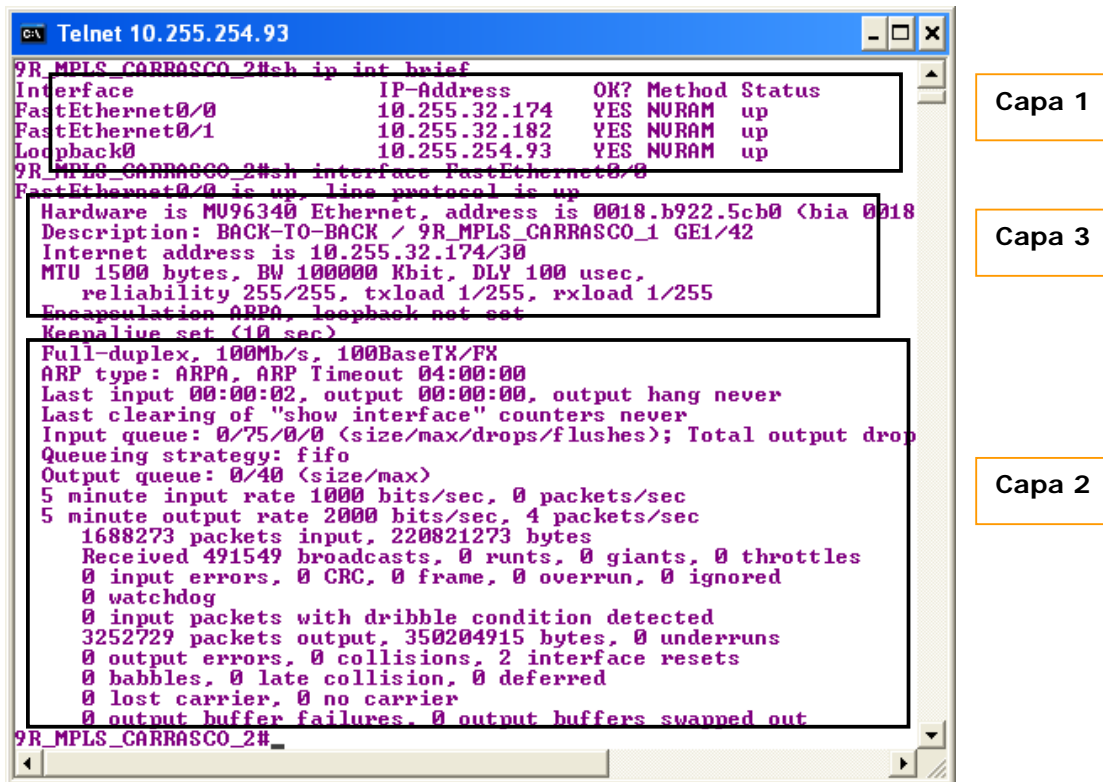 Telnet 10.255.254.93
9R_MPLS_CARRASCO_2#sh ip int brief
Interface IP-Address OK? Method Status
FastEthernet0/0 10.255.32.174 YES NVRAM up
FastEthernet0/1 10.255.32.182 YES NVRAM up
Loopback0 10.255.254.93 YES NVRAM up
9R_MPLS_CARRASCO_2#sh interface FastEthernet0/0
FastEthernet0/0 is up, line protocol is up
Hardware is MV96340 Ethernet, address is 0018.b922.5cb0 (bia 0018
Description: BACK-TO-BACK / 9R_MPLS_CARRASCO_1 GE1/42
Internet address is 10.255.32.174/30
MTU 1500 bytes, BW 100000 Kbit, DLY 100 usec,
reliability 255/255, txload 1/255, rxload 1/255
Encapsulation ARPA, loopback not set
Keepalive set (10 sec)
Full-duplex, 100Mb/s, 100BaseTX/FX
ARP type: ARPA, ARP Timeout 04:00:00
Last input 00:00:02, output 00:00:00, output hang never
Last clearing of "show interface" counters never
Input queue: 0/75/0/0 (size/max/drops/flushes); Total output drop
Queueing strategy: fifo
Output queue: 0/40 (size/max)
5 minute input rate 1000 bits/sec, 0 packets/sec
5 minute output rate 2000 bits/sec, 4 packets/sec
1688273 packets input, 220821273 bytes
Received 491549 broadcasts, 0 runts, 0 giants, 0 throttles
0 input errors, 0 CRC, 0 frame, 0 overrun, 0 ignored
0 watchdog
0 input packets with dribble condition detected
3252729 packets output, 350204915 bytes, 0 underruns
0 output errors, 0 collisions, 2 interface resets
0 babbles, 0 late collision, 0 deferred
0 lost carrier, 0 no carrier
0 output buffer failures, 0 output buffers swapped out
9R_MPLS_CARRASCO_2#_
Capa 1
Capa 3
Capa 2